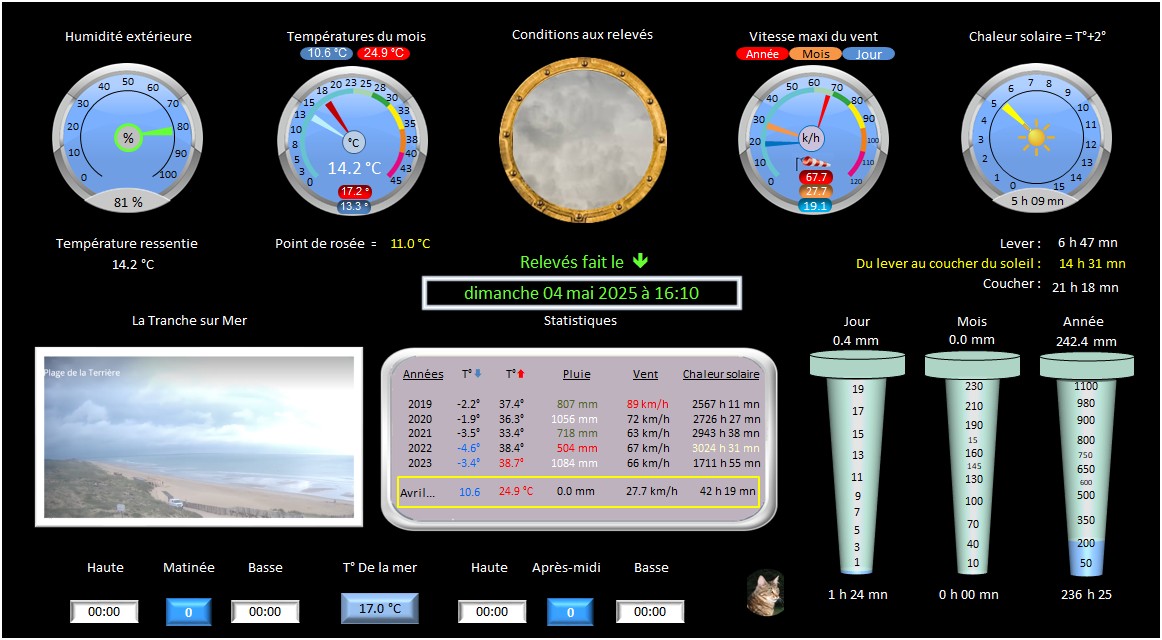 Humidité extérieure
0 10 20 30 40 50 60 70 80 90 100
%
81 %
Températures du mois
10.6 °C 24.9 °C
0 3 5 8 10 13 15 18 20 23 25 28 30 33 35 38 40 43 45
°C
14.2 °C
17.2 °
13.3 °
Conditions aux relevés
Vitesse maxi du vent
Année Mois Jour
0 10 20 30 40 50 60 70 80 90 100 110 120
k/h
67.7
27.7
19.1
Chaleur solaire = T°+2°
0 1 2 3 4 5 6 7 8 9 10 11 12 13 14 15
5 h 09 mn
Température ressentie
14.2 °C
Point de rosée = 11.0 °C
Relevés fait le
dimanche 04 mai 2025 à 16:10
Lever : 6 h 47 mn
Du lever au coucher du soleil : 14 h 31 mn
Coucher : 21 h 18 mn
La Tranche sur Mer
Plage de la Terrière
Statistiques
Années T° T° Pluie Vent Chaleur solaire
2019 -2.2° 37.4° 807 mm 89 km/h 2567 h 11 mn
2020 -1.9° 36.3° 1056 mm 72 km/h 2726 h 27 mn
2021 -3.5° 33.4° 718 mm 63 km/h 2943 h 38 mn
2022 -4.6° 38.4° 504 mm 67 km/h 3024 h 31 mn
2023 -3.4° 38.7° 1084 mm 66 km/h 1711 h 55 mn
Avril... 10.6 24.9 °C 0.0 mm 27.7 km/h 42 h 19 mn
Jour
0.4 mm
19
17
15
13
11
9
7
5
3
1
1 h 24 mn
Mois
0.0 mm
230
210
190
15
160
145
130
100
70
40
10
0 h 00 mn
Année
242.4 mm
1100
980
900
800
750
650
600
500
350
200
50
236 h 25
Haute Matinée Basse T° De la mer Haute Après-midi Basse
00:00 0 00:00 17.0 °C 00:00 0 00:00